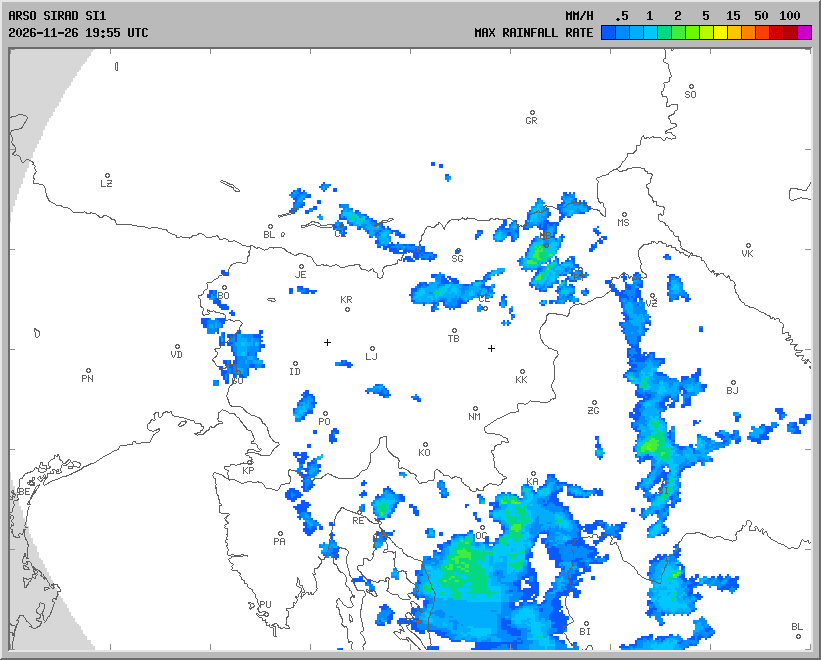 ARSO SIRAD SI1
2026-11-26 19:55 UTC
MM/H .5 1 2 5 15 50 100
MAX RAINFALL RATE
SO
GR
LZ
MS
BL
VK
SG
JE
BO
KR
VZ
TB
VD
LJ
ID
KK
PN
BJ
ZG
NM
PO
KO
KP
KA
BE
RE
OG
PA
PU
BI
BL